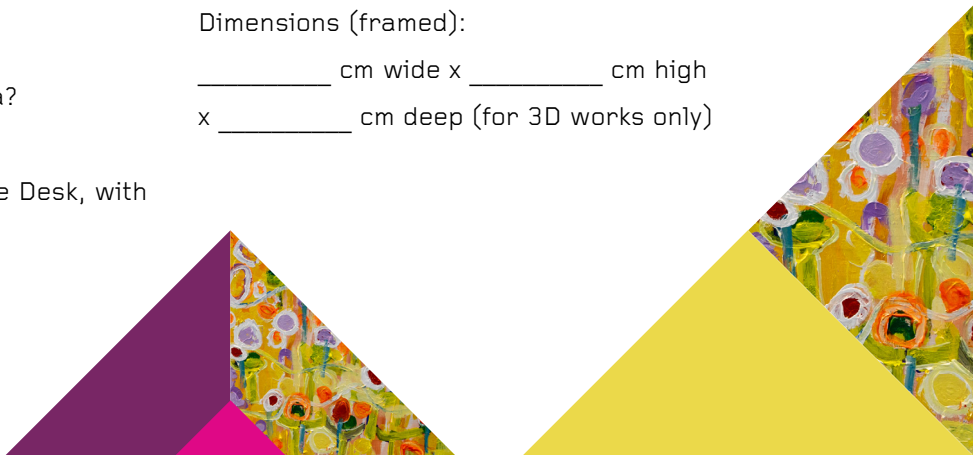 Dimensions (framed):
__________ cm wide x __________ cm high
x __________ cm deep (for 3D works only)
a?
e Desk, with